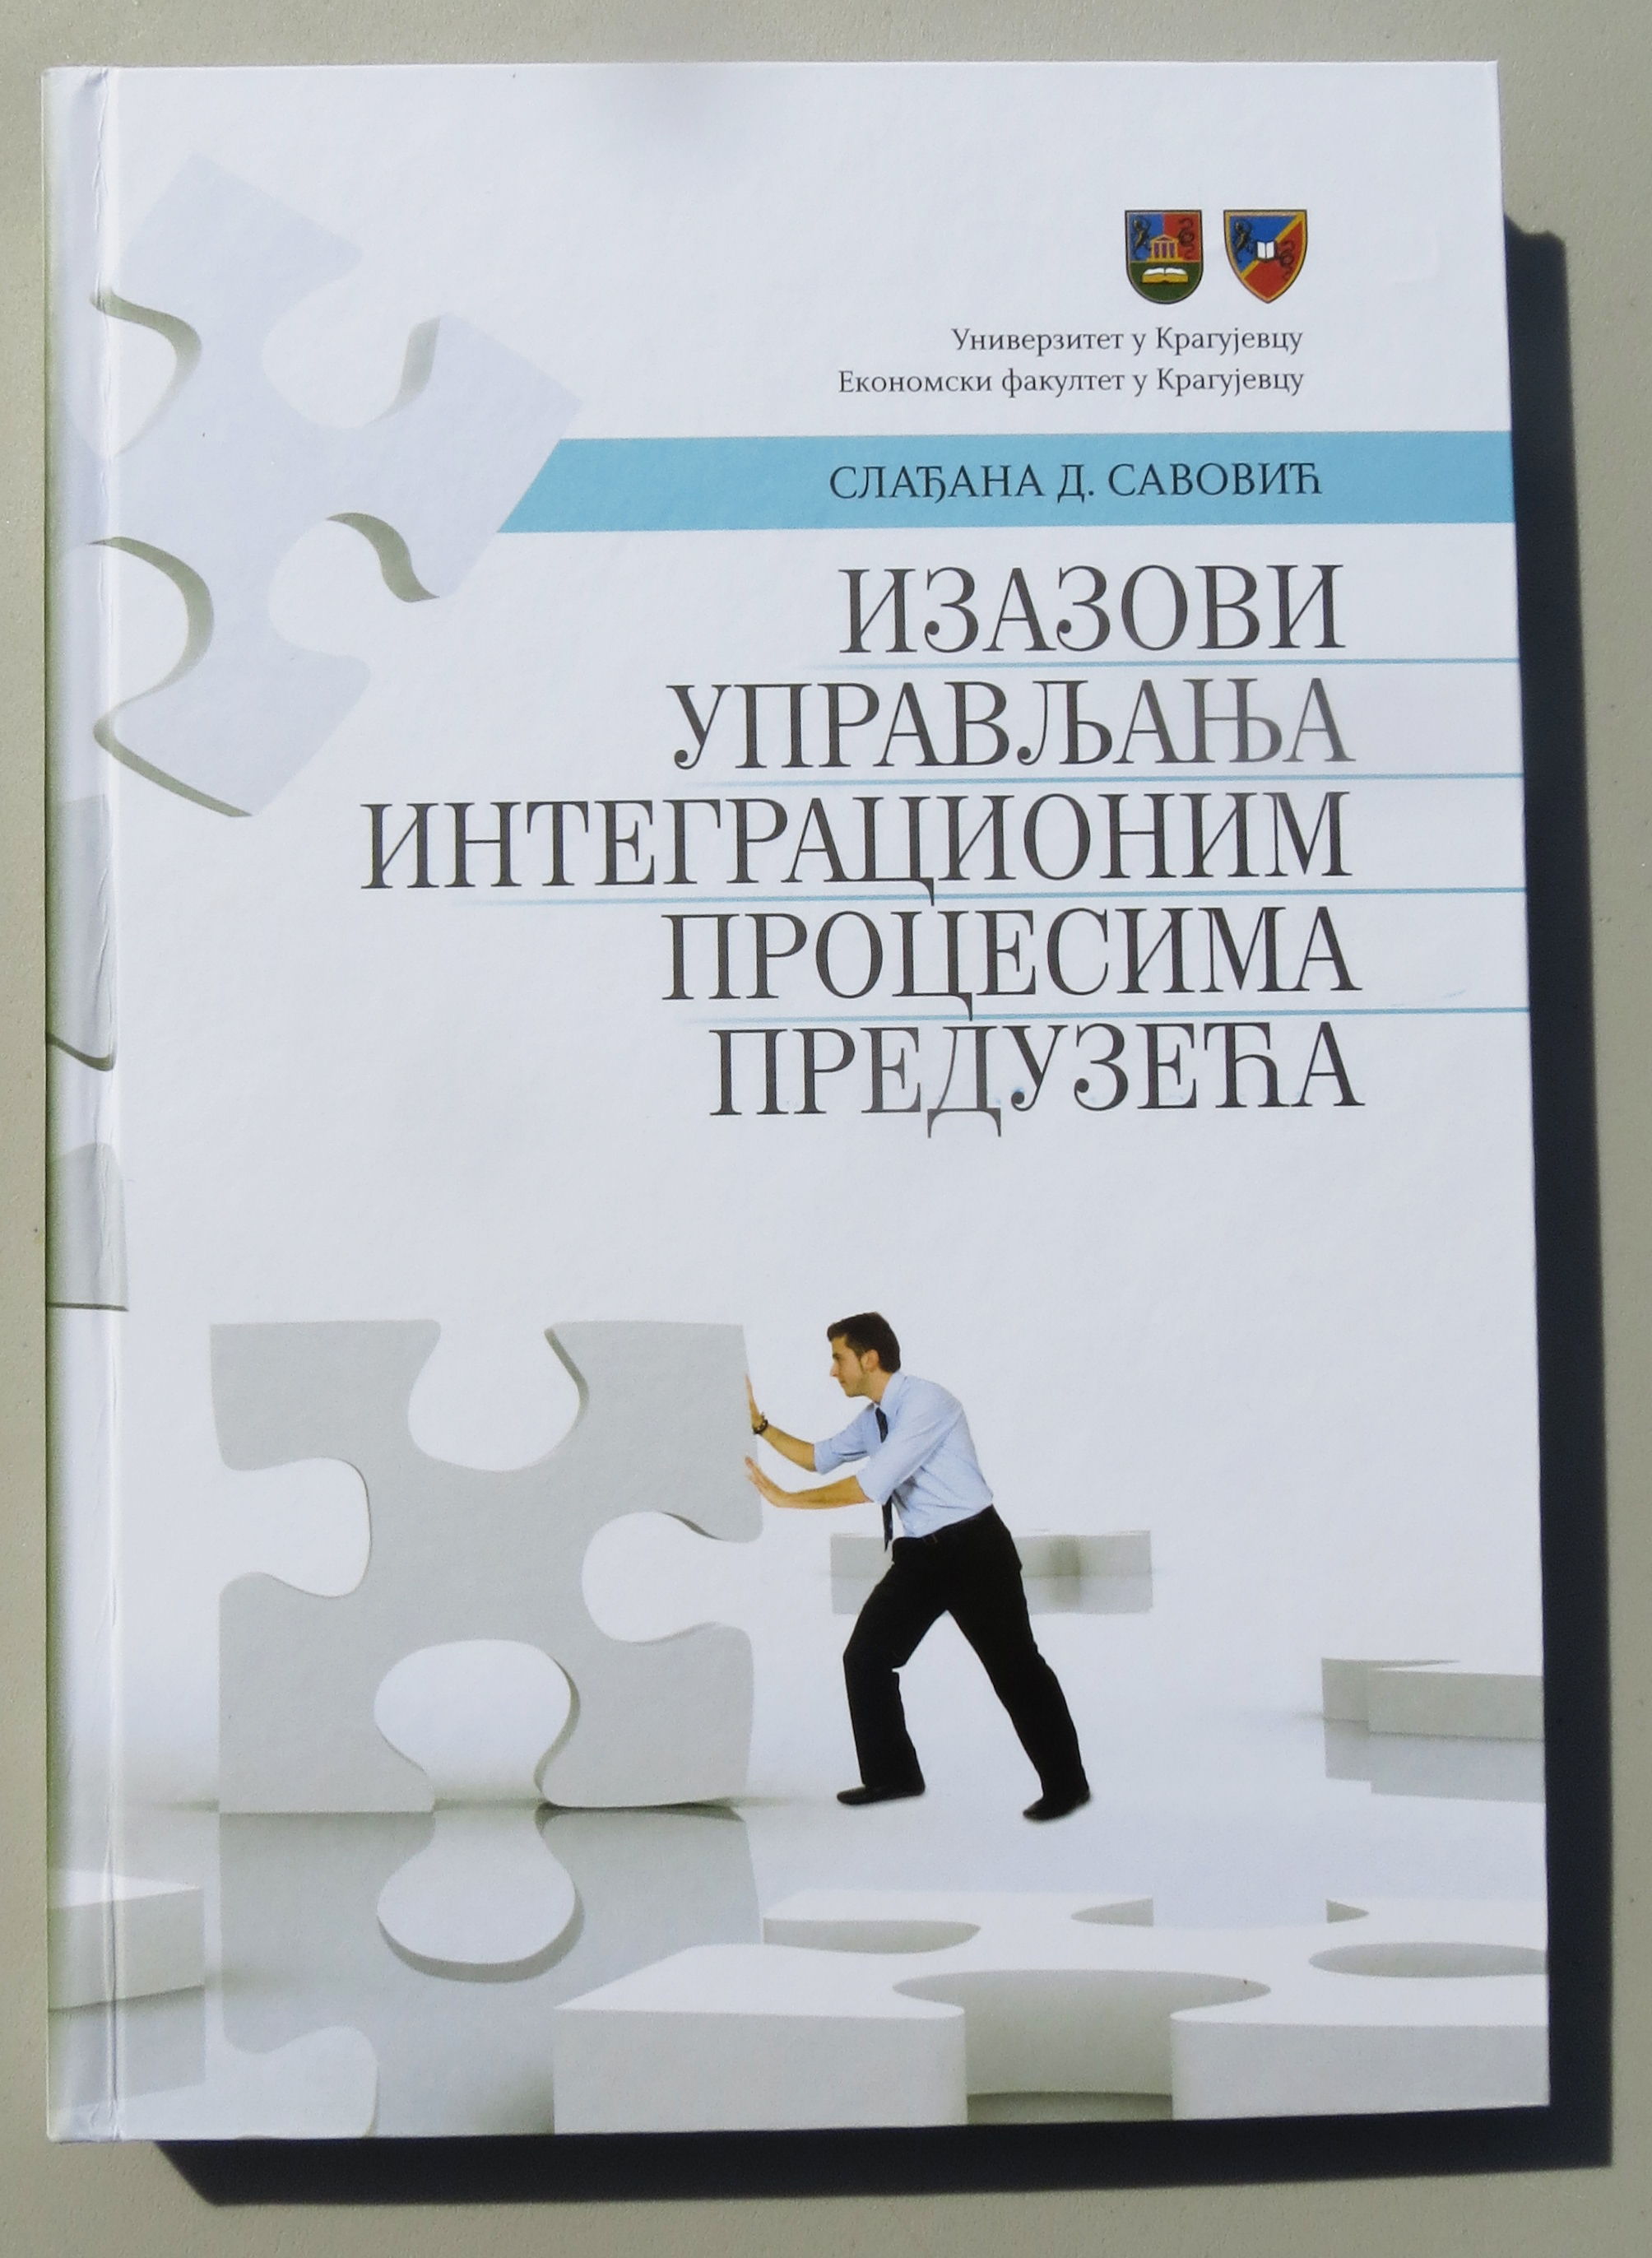 Универзитет у Крагујевцу
Економски факултет у Крагујевцу
СЛАЂАНА Д. САВОВИЋ
ИЗАЗОВИ
УПРАВЉАЊА
ИНТЕГРАЦИОНИМ
ПРОЦЕСИМА
ПРЕДУЗЕЋА